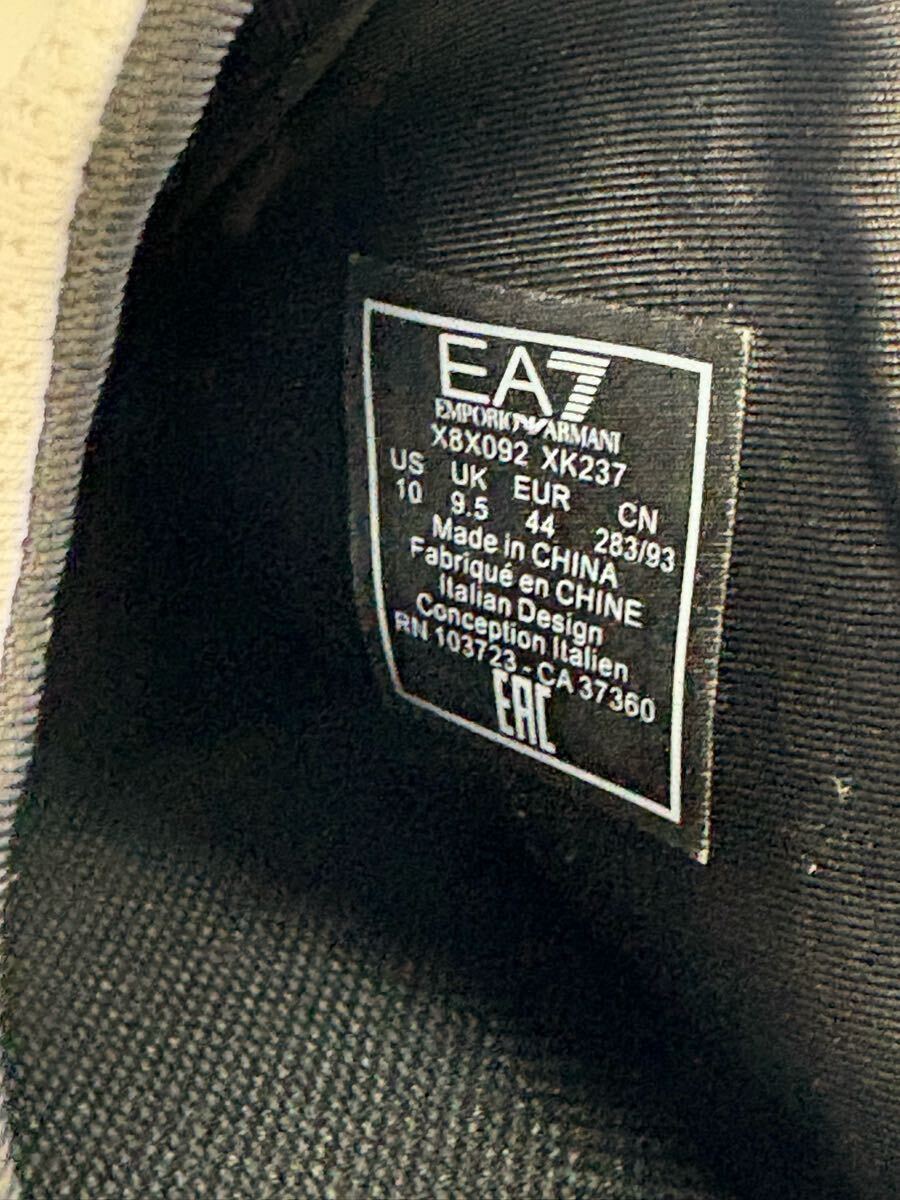 EA7
EMPORIO ARMANI
X8X092 XK237
US UK EUR CN
10 9.5 44 283/93
Made in CHINA
Fabriqué en CHINE
Italian Design
Conception Italien
RN 103723 - CA 37360
EAC